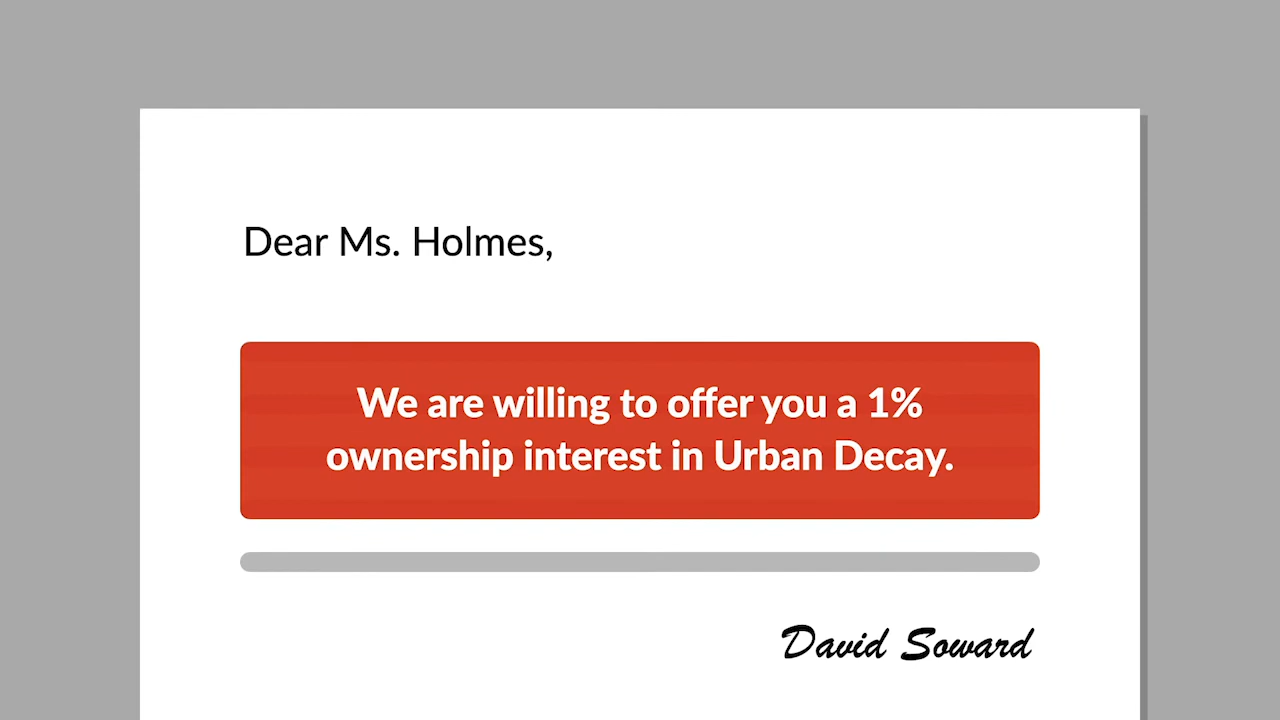 Dear Ms. Holmes,
We are willing to offer you a 1%
ownership interest in Urban Decay.
David Soward